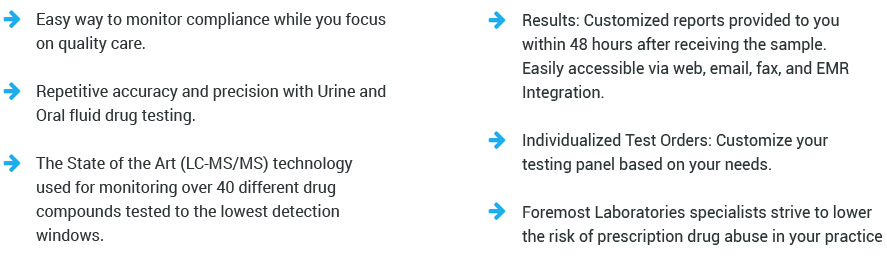 Easy way to monitor compliance while you focus
on quality care.
Repetitive accuracy and precision with Urine and
Oral fluid drug testing.
The State of the Art (LC-MS/MS) technology
used for monitoring over 40 different drug
compounds tested to the lowest detection
windows.
Results: Customized reports provided to you
within 48 hours after receiving the sample.
Easily accessible via web, email, fax, and EMR
Integration.
Individualized Test Orders: Customize your
testing panel based on your needs.
Foremost Laboratories specialists strive to lower
the risk of prescription drug abuse in your practice